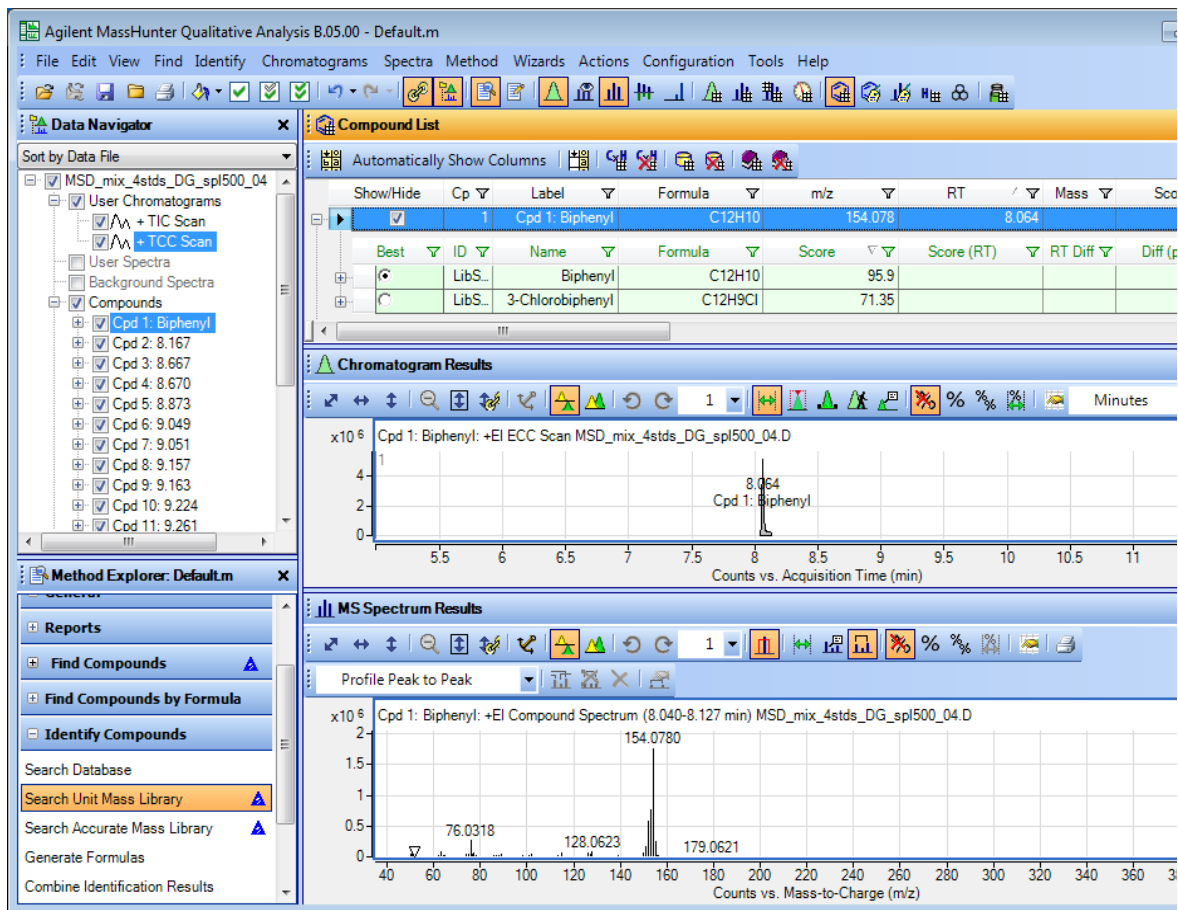 Agilent MassHunter Qualitative Analysis B.05.00 - Default.m
File Edit View Find Identify Chromatograms Spectra Method Wizards Actions Configuration Tools Help
Data Navigator
Sort by Data File
MSD_mix_4stds_DG_spl500_04
User Chromatograms
+ TIC Scan
+ TCC Scan
User Spectra
Background Spectra
Compounds
Cpd 1: Biphenyl
Cpd 2: 8.167
Cpd 3: 8.667
Cpd 4: 8.670
Cpd 5: 8.873
Cpd 6: 9.049
Cpd 7: 9.051
Cpd 8: 9.157
Cpd 9: 9.163
Cpd 10: 9.224
Cpd 11: 9.261
Method Explorer: Default.m
General
Reports
Find Compounds
Find Compounds by Formula
Identify Compounds
Search Database
Search Unit Mass Library
Search Accurate Mass Library
Generate Formulas
Combine Identification Results
Compound List
Automatically Show Columns
Show/Hide Cp Label Formula m/z RT Mass Sco
1 Cpd 1: Biphenyl C12H10 154.078 8.064
Best ID Name Formula Score Score (RT) RT Diff Diff (p
LibS... Biphenyl C12H10 95.9
LibS... 3-Chlorobiphenyl C12H9Cl 71.35
Chromatogram Results
1 % Minutes
x10 6 Cpd 1: Biphenyl: +EI ECC Scan MSD_mix_4stds_DG_spl500_04.D
1
4
8.064
Cpd 1: Biphenyl
2
0
5.5 6 6.5 7 7.5 8 8.5 9 9.5 10 10.5 11
Counts vs. Acquisition Time (min)
MS Spectrum Results
1 %
Profile Peak to Peak
x10 6 Cpd 1: Biphenyl: +EI Compound Spectrum (8.040-8.127 min) MSD_mix_4stds_DG_spl500_04.D
2
154.0780
1.5
1
0.5
76.0318 128.0623 179.0621
0
40 60 80 100 120 140 160 180 200 220 240 260 280 300 320 340 360 38
Counts vs. Mass-to-Charge (m/z)